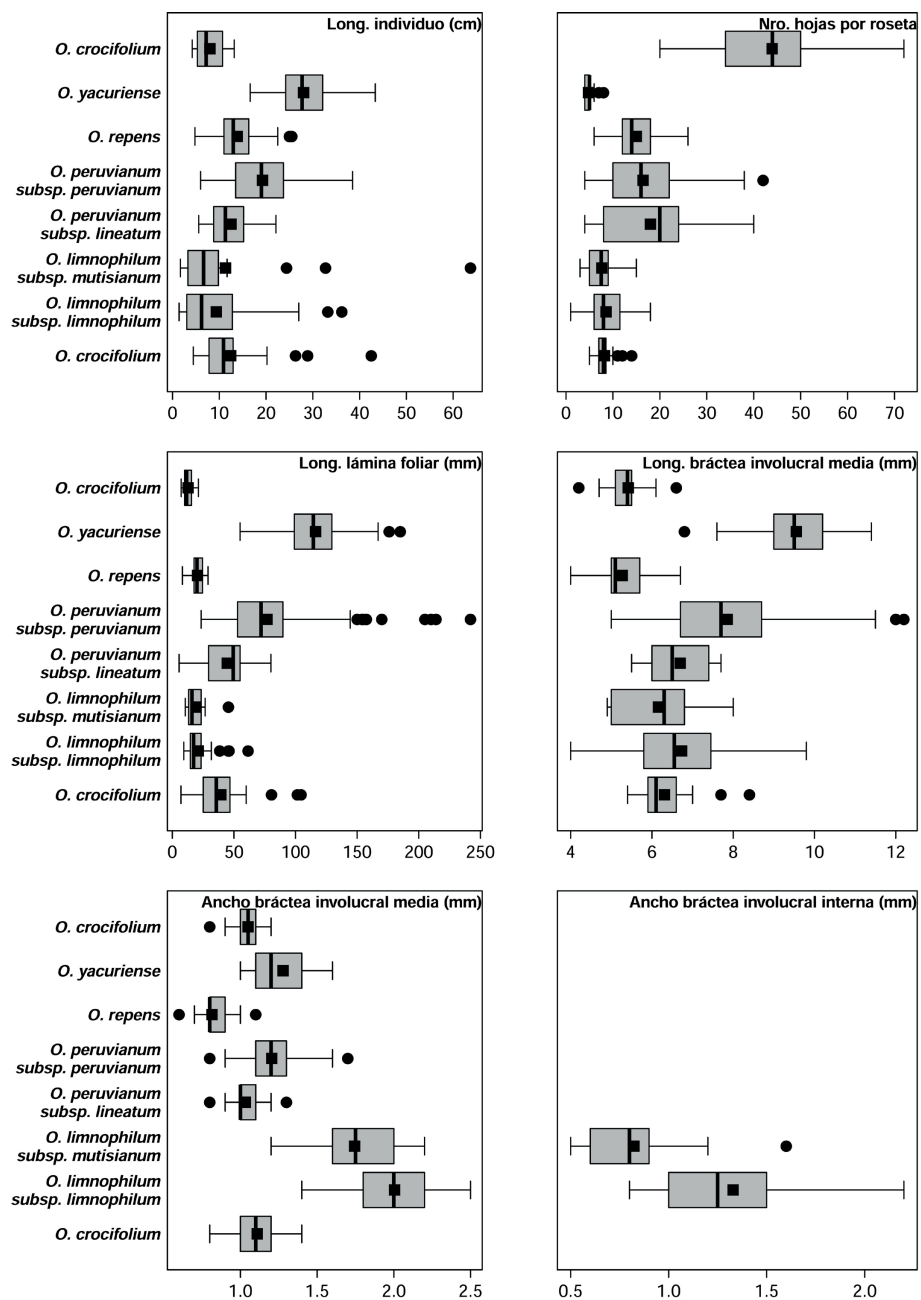 Long. individuo (cm)
Nro. hojas por roseta
O. crocifolium
O. yacuriense
O. repens
O. peruvianum
subsp. peruvianum
O. peruvianum
subsp. lineatum
O. limnophilum
subsp. mutisianum
O. limnophilum
subsp. limnophilum
O. crocifolium
0 10 20 30 40 50 60
0 10 20 30 40 50 60 70
Long. lámina foliar (mm)
Long. bráctea involucral media (mm)
O. crocifolium
O. yacuriense
O. repens
O. peruvianum
subsp. peruvianum
O. peruvianum
subsp. lineatum
O. limnophilum
subsp. mutisianum
O. limnophilum
subsp. limnophilum
O. crocifolium
0 50 100 150 200 250
4 6 8 10 12
Ancho bráctea involucral media (mm)
Ancho bráctea involucral interna (mm)
O. crocifolium
O. yacuriense
O. repens
O. peruvianum
subsp. peruvianum
O. peruvianum
subsp. lineatum
O. limnophilum
subsp. mutisianum
O. limnophilum
subsp. limnophilum
O. crocifolium
1.0 1.5 2.0 2.5
0.5 1.0 1.5 2.0